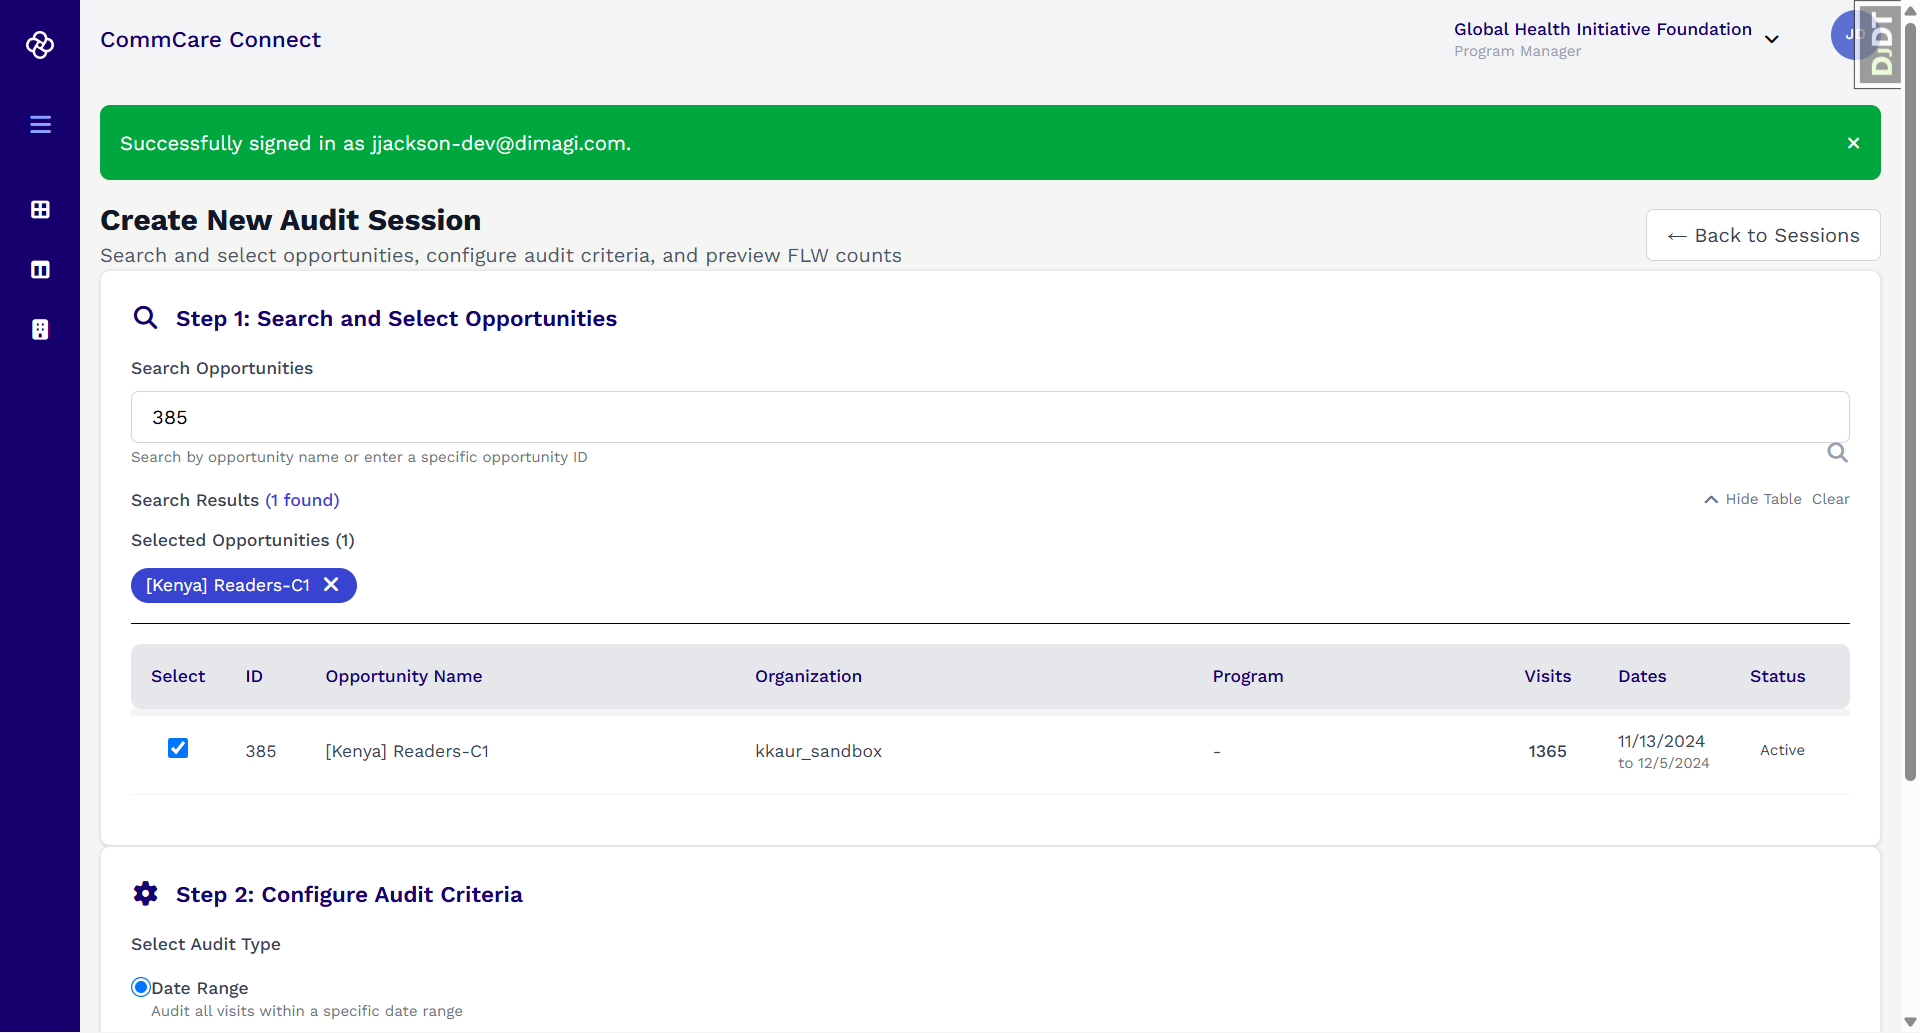 CommCare Connect
Global Health Initiative Foundation
Program Manager
JD
DjDT
Successfully signed in as jjackson-dev@dimagi.com.
Create New Audit Session
Search and select opportunities, configure audit criteria, and preview FLW counts
← Back to Sessions
Step 1: Search and Select Opportunities
Search Opportunities
385
Search by opportunity name or enter a specific opportunity ID
Search Results (1 found)
Hide Table Clear
Selected Opportunities (1)
[Kenya] Readers-C1
Select ID Opportunity Name Organization Program Visits Dates Status
385 [Kenya] Readers-C1 kkaur_sandbox - 1365 11/13/2024 Active
to 12/5/2024
Step 2: Configure Audit Criteria
Select Audit Type
Date Range
Audit all visits within a specific date range